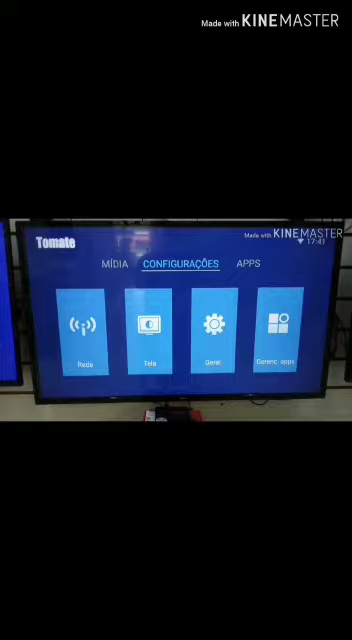 Made with KINEMASTER
Tomate
Made with KINEMASTER
17:41
MÍDIA CONFIGURAÇÕES APPS
Rede Tela Geral Gerenc. apps